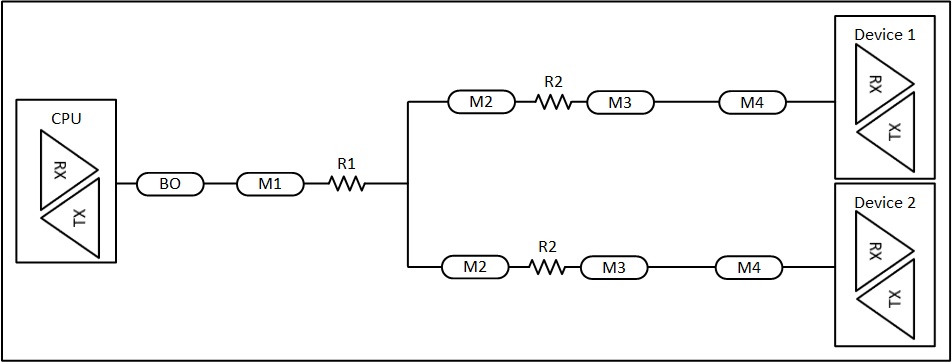 CPU
RX
TX
BO
M1
R1
M2
R2
M3
M4
Device 1
RX
TX
M2
R2
M3
M4
Device 2
RX
TX